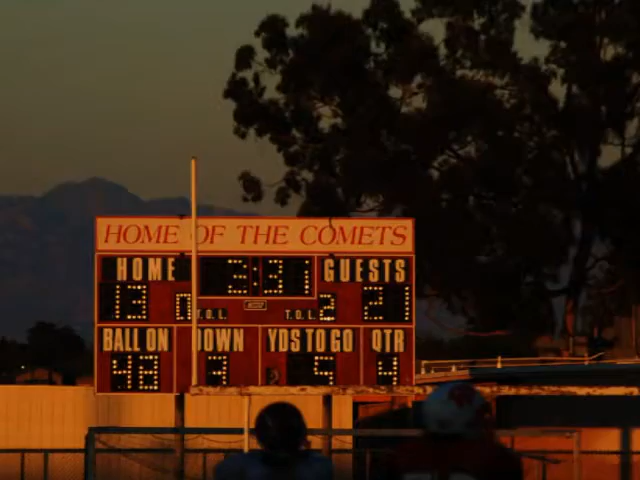 HOME OF THE COMETS
HOME 3:31 GUESTS
13 0 T.O.L. T.O.L. 2 21
BALL ON DOWN YDS TO GO QTR
48 3 5 4